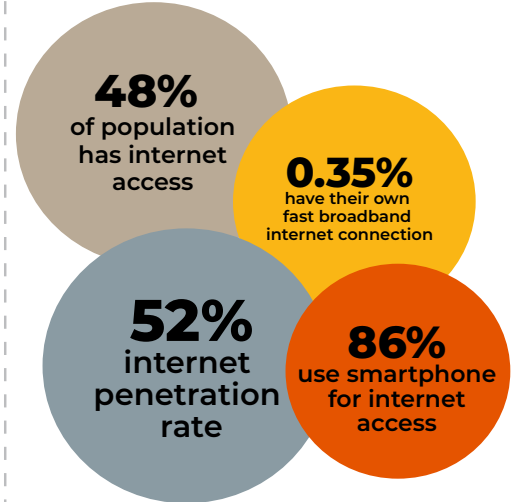 48%
of population
has internet
access
0.35%
have their own
fast broadband
internet connection
52%
internet
penetration
rate
86%
use smartphone
for internet
access